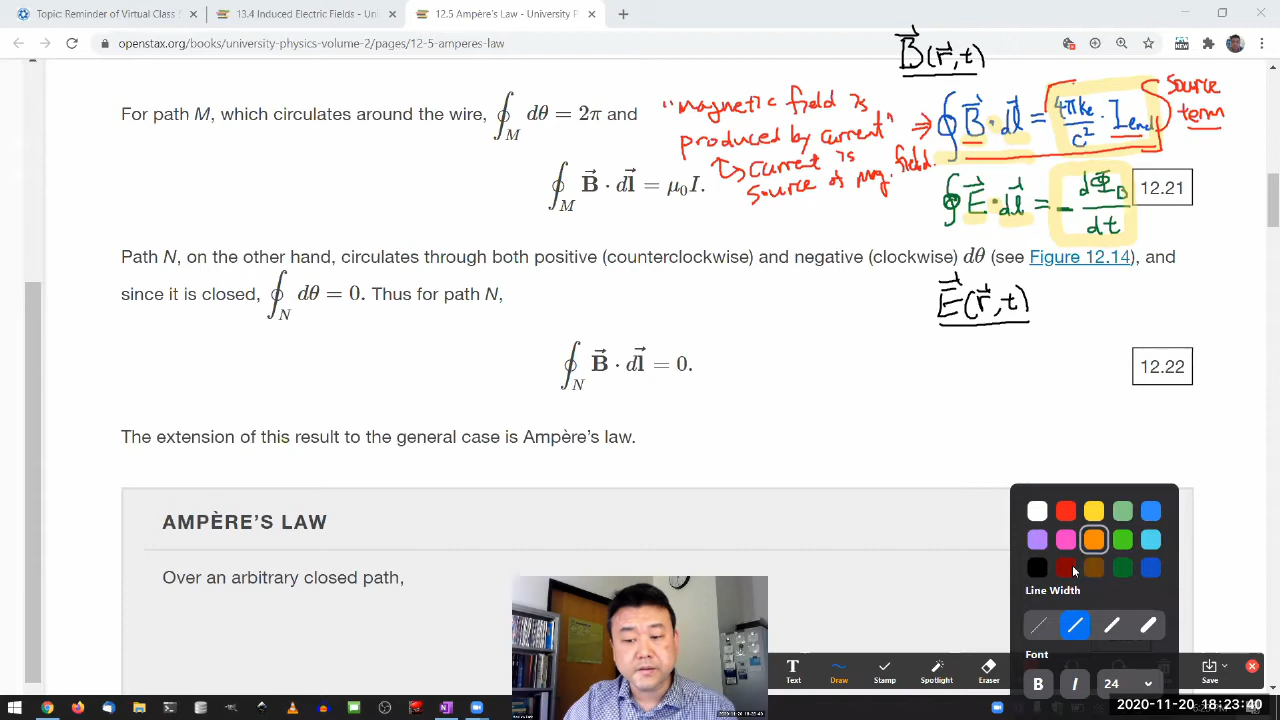 Topic: Reminder of Virtual Class
13.4 Induced Electric Fields - Uni
12.5 Ampère's Law - University P
openstax.org/books/university-physics-volume-2/pages/12-5-amperes-law
B⃗(r⃗,t)
For path M, which circulates around the wire, ∮_M dθ = 2π and
"magnetic field is
produced by current"
↳ current is
source of mag. field.
⇒ ∮ B⃗ · dl⃗ = 4πke/c² · I_encl
source
term
∮_M B⃗ · dl⃗ = μ₀I.
∮ E⃗ · dl⃗ = - dΦ_B/dt
12.21
Path N, on the other hand, circulates through both positive (counterclockwise) and negative (clockwise) dθ (see Figure 12.14), and
since it is closed, ∮_N dθ = 0. Thus for path N,
E⃗(r⃗,t)
∮_N B⃗ · dl⃗ = 0.
12.22
The extension of this result to the general case is Ampère's law.
AMPÈRE'S LAW
Over an arbitrary closed path,
Line Width
Font
B I 24
Text Draw Stamp Spotlight Eraser Save
2020-11-20 18:23:40